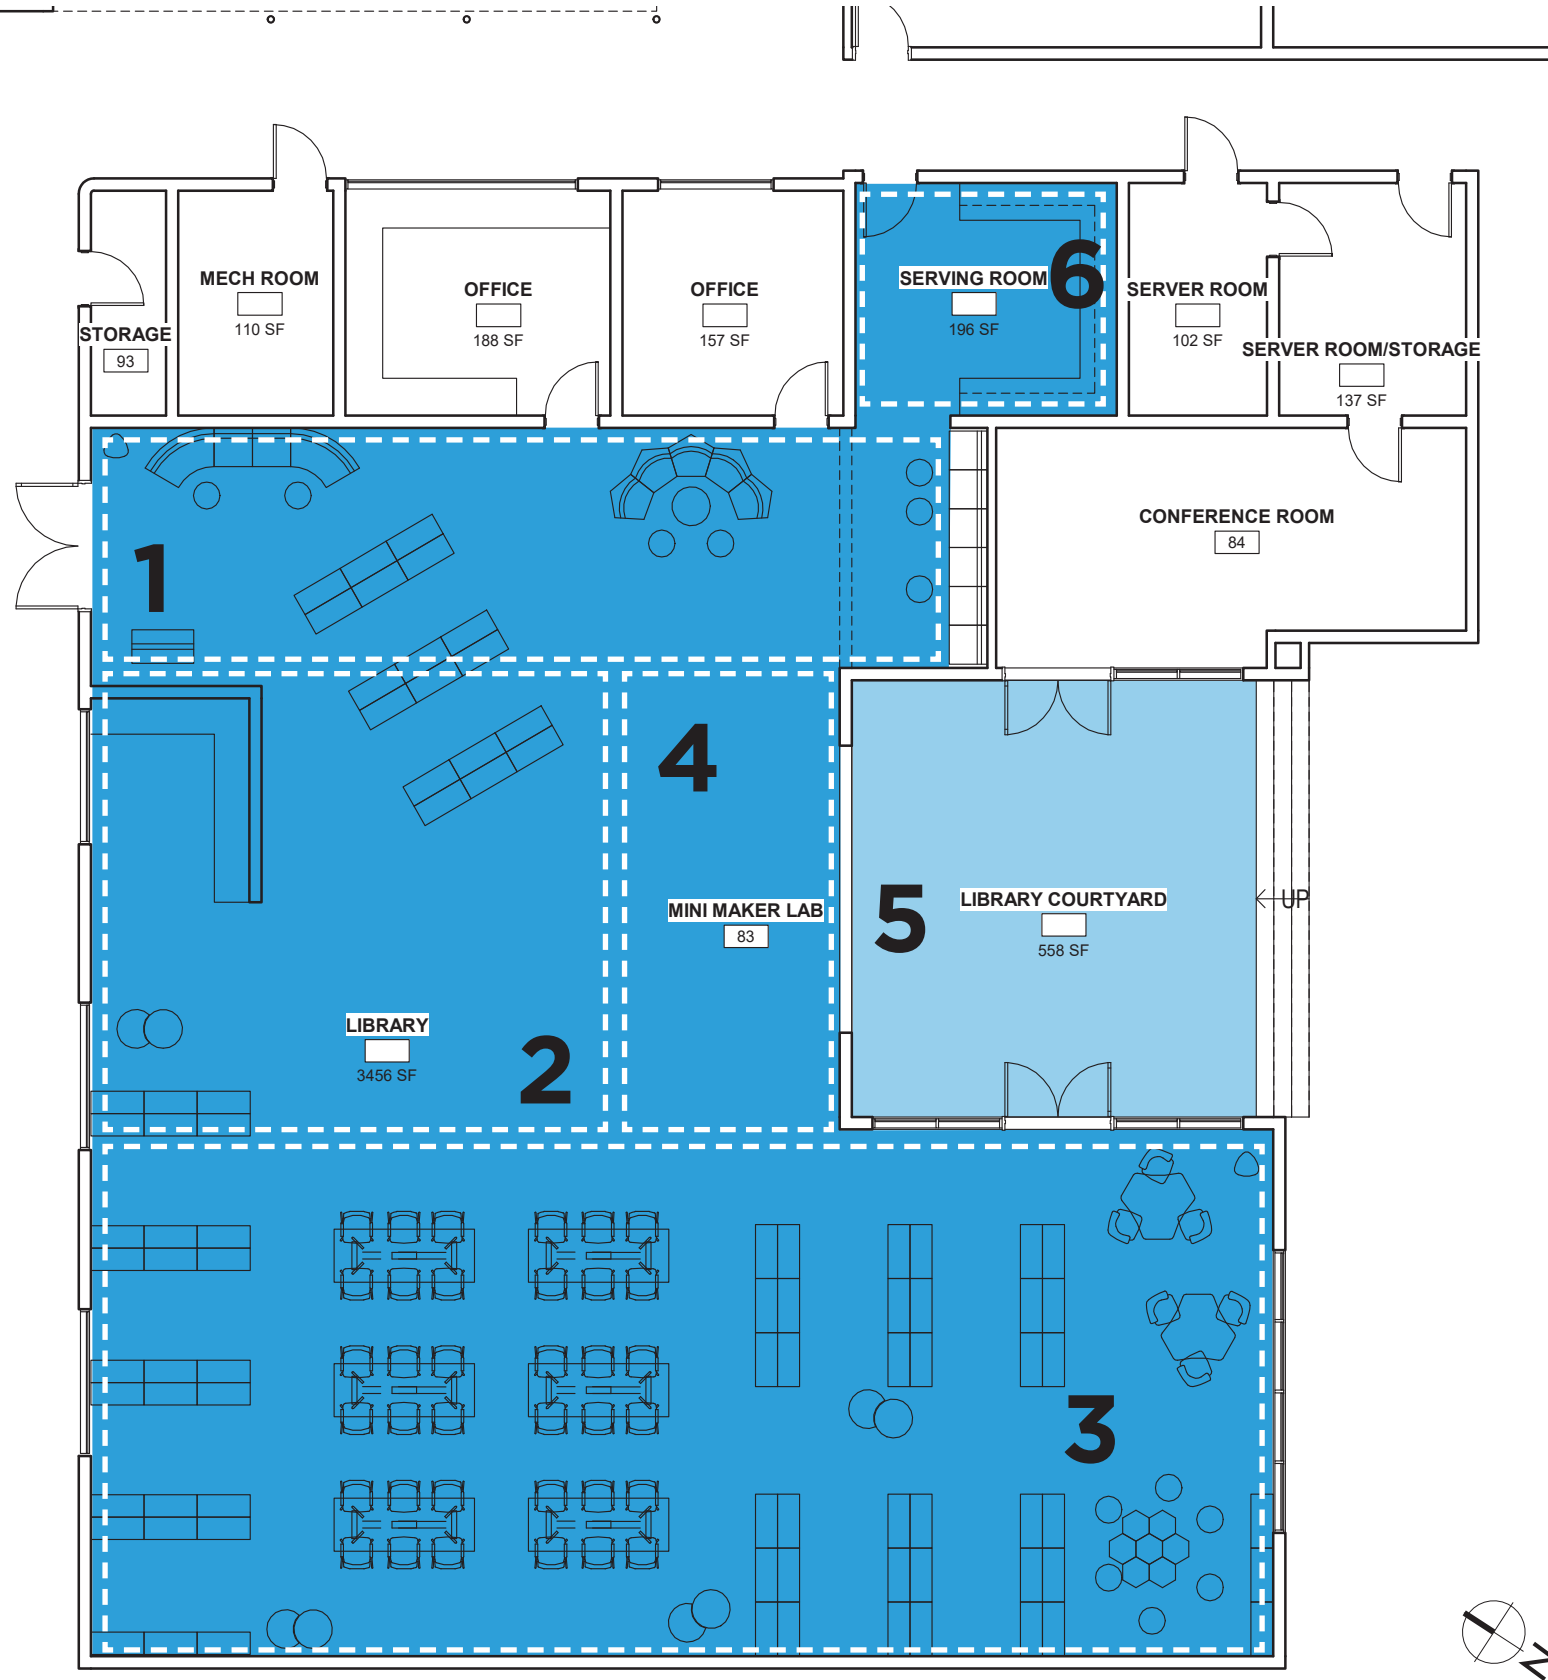 MECH ROOM
110 SF
OFFICE
188 SF
OFFICE
157 SF
SERVING ROOM
196 SF
6
SERVER ROOM
102 SF
STORAGE
93
SERVER ROOM/STORAGE
137 SF
1
CONFERENCE ROOM
84
4
MINI MAKER LAB
83
5
LIBRARY COURTYARD
558 SF
UP
LIBRARY
3456 SF
2
3
N